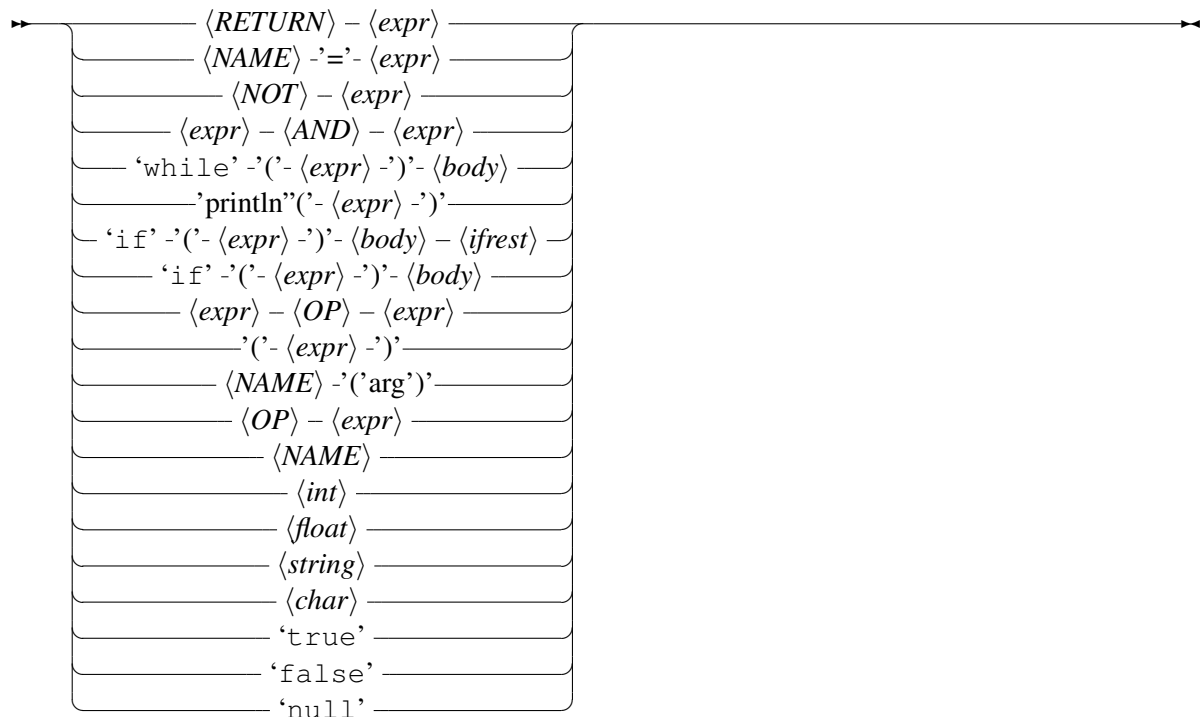 ⟨RETURN⟩ – ⟨expr⟩
⟨NAME⟩ -’=’- ⟨expr⟩
⟨NOT⟩ – ⟨expr⟩
⟨expr⟩ – ⟨AND⟩ – ⟨expr⟩
‘while’ -’(’- ⟨expr⟩ -’)’- ⟨body⟩
’println”(’- ⟨expr⟩ -’)’
‘if’ -’(’- ⟨expr⟩ -’)’- ⟨body⟩ – ⟨ifrest⟩
‘if’ -’(’- ⟨expr⟩ -’)’- ⟨body⟩
⟨expr⟩ – ⟨OP⟩ – ⟨expr⟩
’(’- ⟨expr⟩ -’)’
⟨NAME⟩ -’(’arg’)’
⟨OP⟩ – ⟨expr⟩
⟨NAME⟩
⟨int⟩
⟨float⟩
⟨string⟩
⟨char⟩
‘true’
‘false’
‘null’